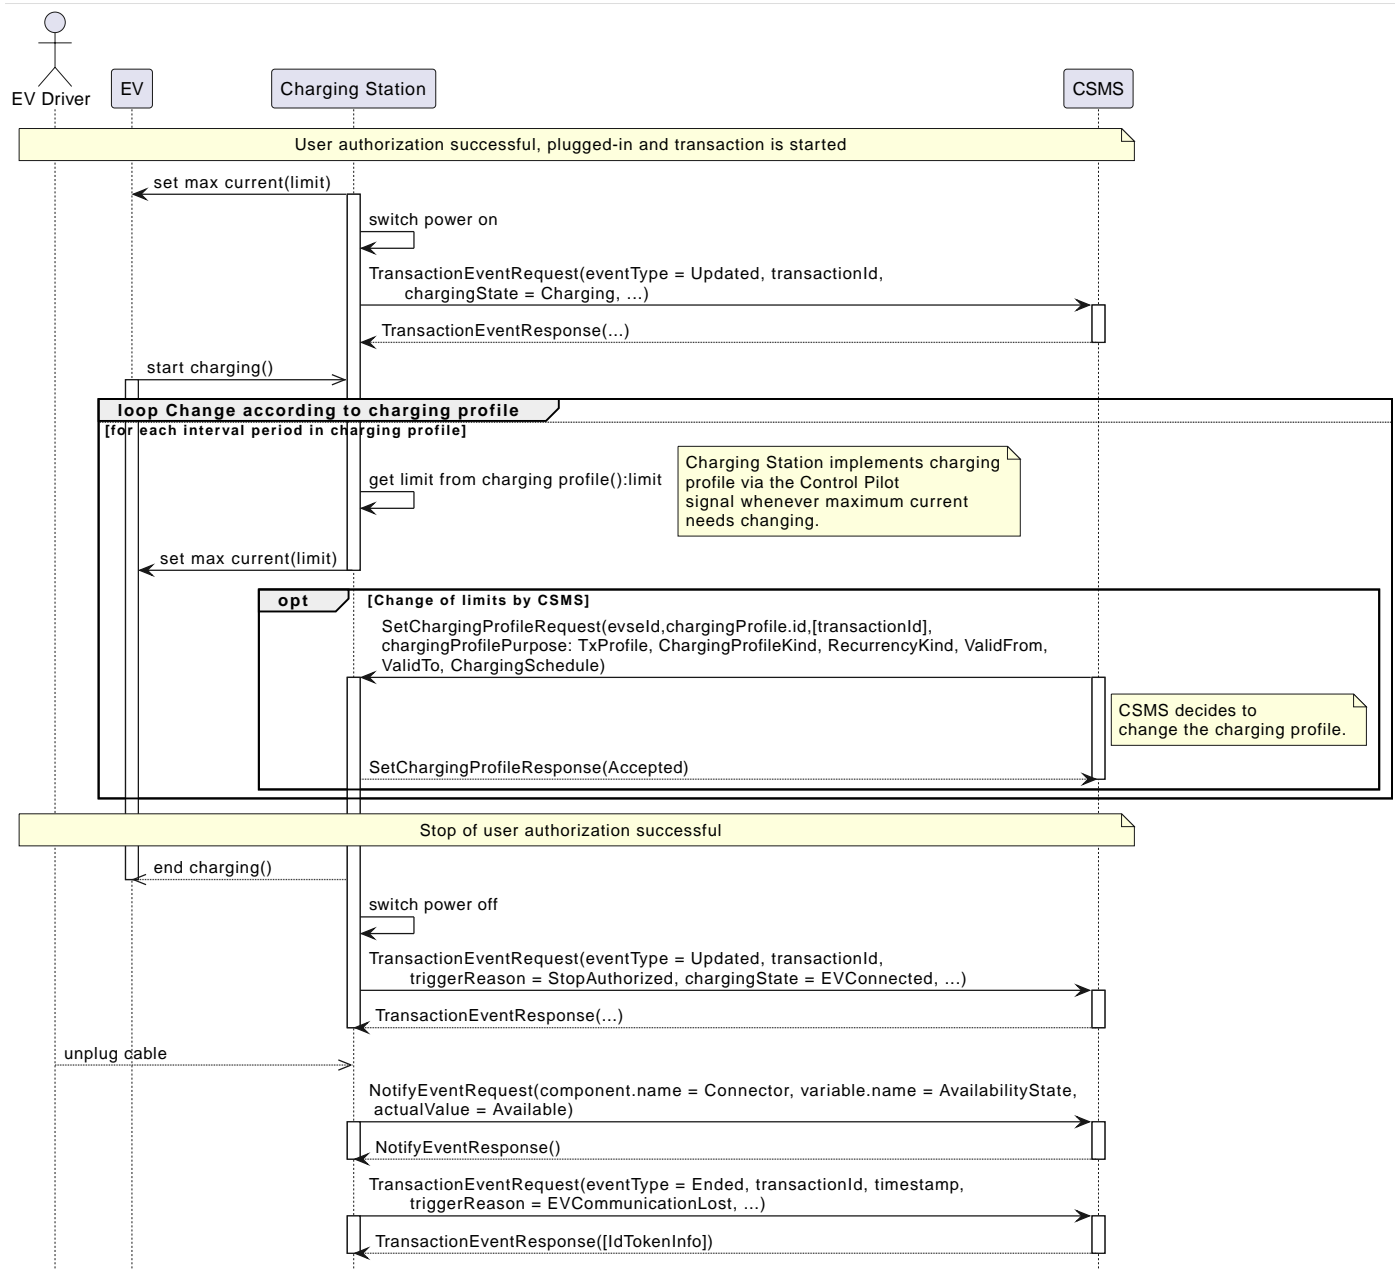 EV Driver
EV
Charging Station
CSMS
User authorization successful, plugged-in and transaction is started
set max current(limit)
switch power on
TransactionEventRequest(eventType = Updated, transactionId,
chargingState = Charging, ...)
TransactionEventResponse(...)
start charging()
loop Change according to charging profile
[for each interval period in charging profile]
get limit from charging profile():limit
Charging Station implements charging
profile via the Control Pilot
signal whenever maximum current
needs changing.
set max current(limit)
opt
[Change of limits by CSMS]
SetChargingProfileRequest(evseId,chargingProfile.id,[transactionId],
chargingProfilePurpose: TxProfile, ChargingProfileKind, RecurrencyKind, ValidFrom,
ValidTo, ChargingSchedule)
CSMS decides to
change the charging profile.
SetChargingProfileResponse(Accepted)
Stop of user authorization successful
end charging()
switch power off
TransactionEventRequest(eventType = Updated, transactionId,
triggerReason = StopAuthorized, chargingState = EVConnected, ...)
TransactionEventResponse(...)
unplug cable
NotifyEventRequest(component.name = Connector, variable.name = AvailabilityState,
actualValue = Available)
NotifyEventResponse()
TransactionEventRequest(eventType = Ended, transactionId, timestamp,
triggerReason = EVCommunicationLost, ...)
TransactionEventResponse([IdTokenInfo])